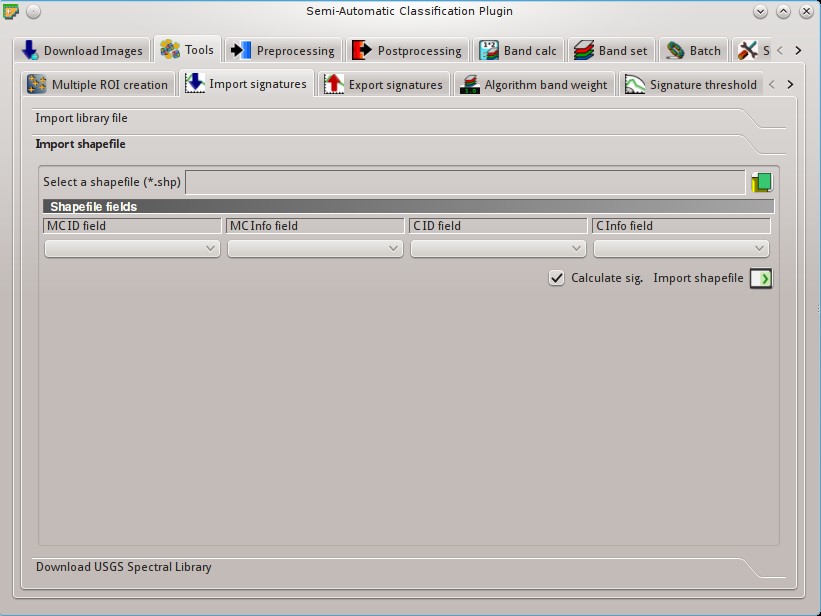 Semi-Automatic Classification Plugin
Download Images Tools Preprocessing Postprocessing Band calc Band set Batch S
Multiple ROI creation Import signatures Export signatures Algorithm band weight Signature threshold
Import library file
Import shapefile
Select a shapefile (*.shp)
Shapefile fields
MC ID field MC Info field C ID field C Info field
Calculate sig. Import shapefile
Download USGS Spectral Library